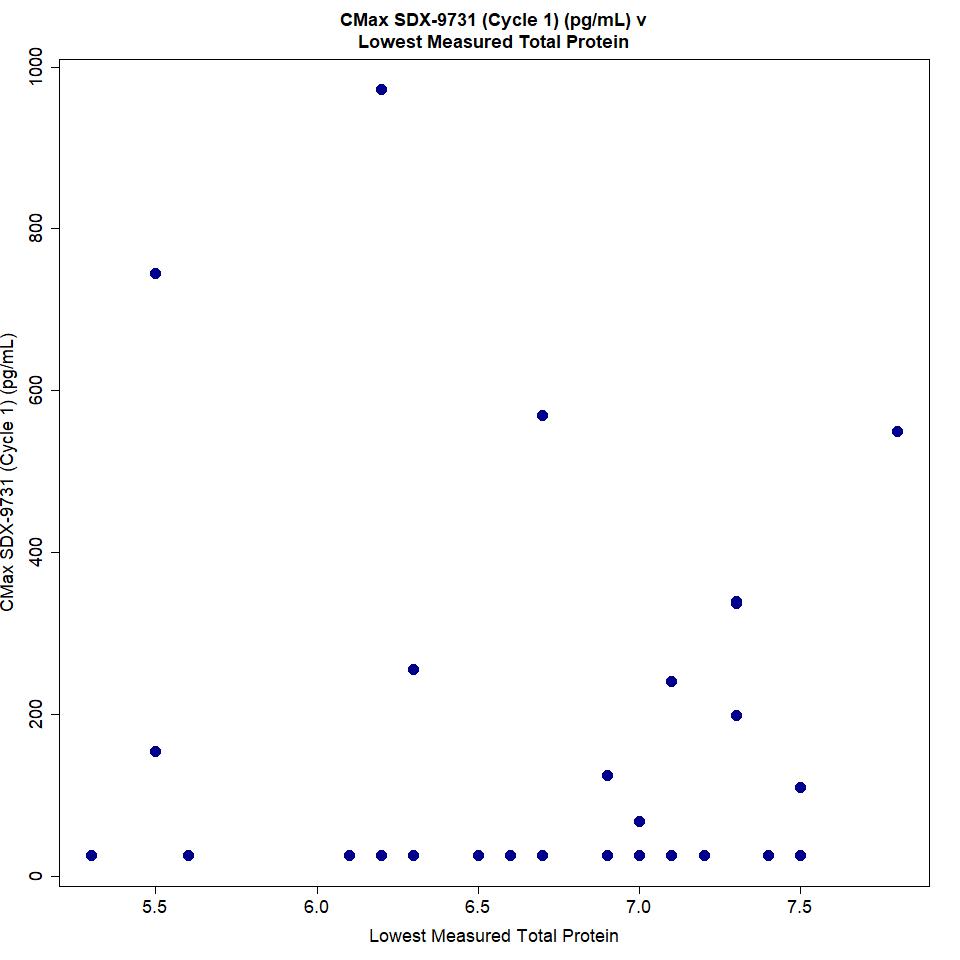 CMax SDX-9731 (Cycle 1) (pg/mL) v
Lowest Measured Total Protein
CMax SDX-9731 (Cycle 1) (pg/mL)
1000
800
600
400
200
0
5.5 6.0 6.5 7.0 7.5
Lowest Measured Total Protein